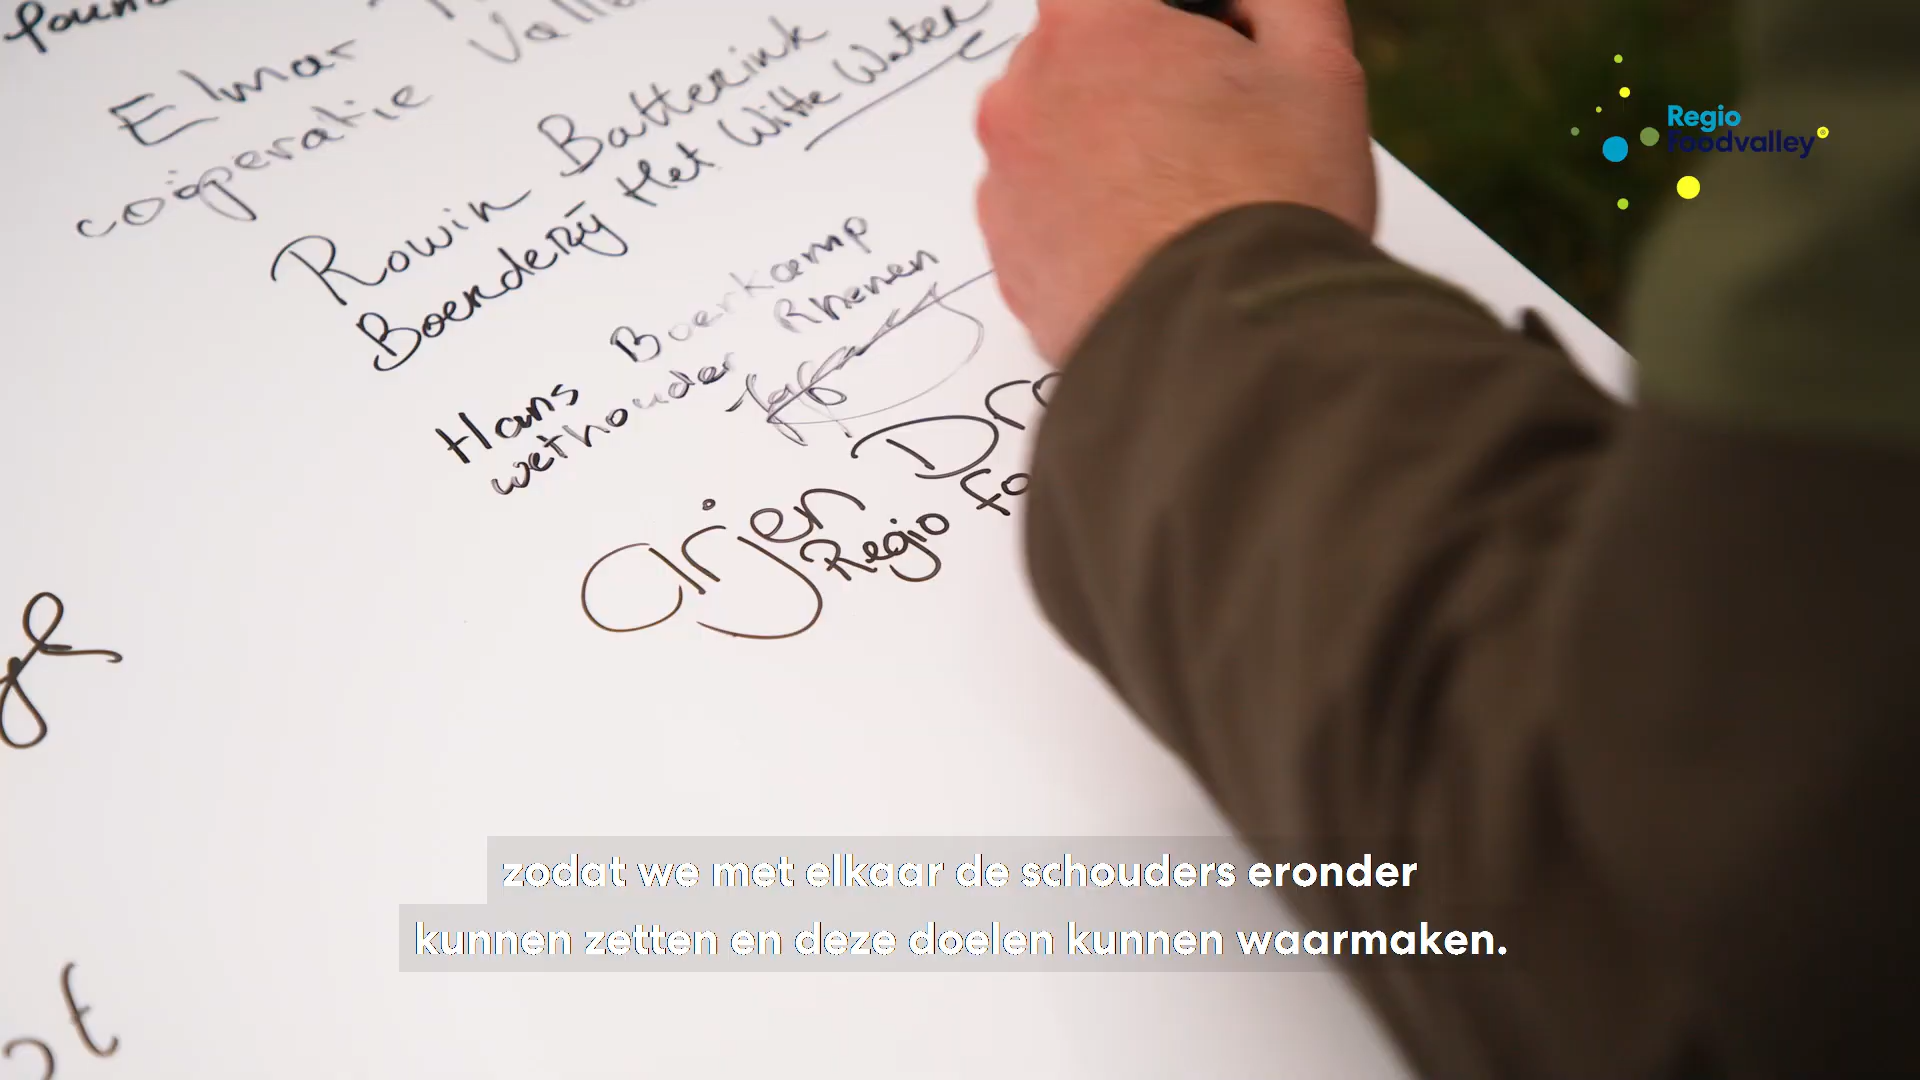 Elmar
coöperatie
Rowin Batterink
Boerderij Het Witte Water
Hans Boerkamp
wethouder Rhenen
arjen
Regio
Regio
Foodvalley
zodat we met elkaar de schouders eronder
kunnen zetten en deze doelen kunnen waarmaken.